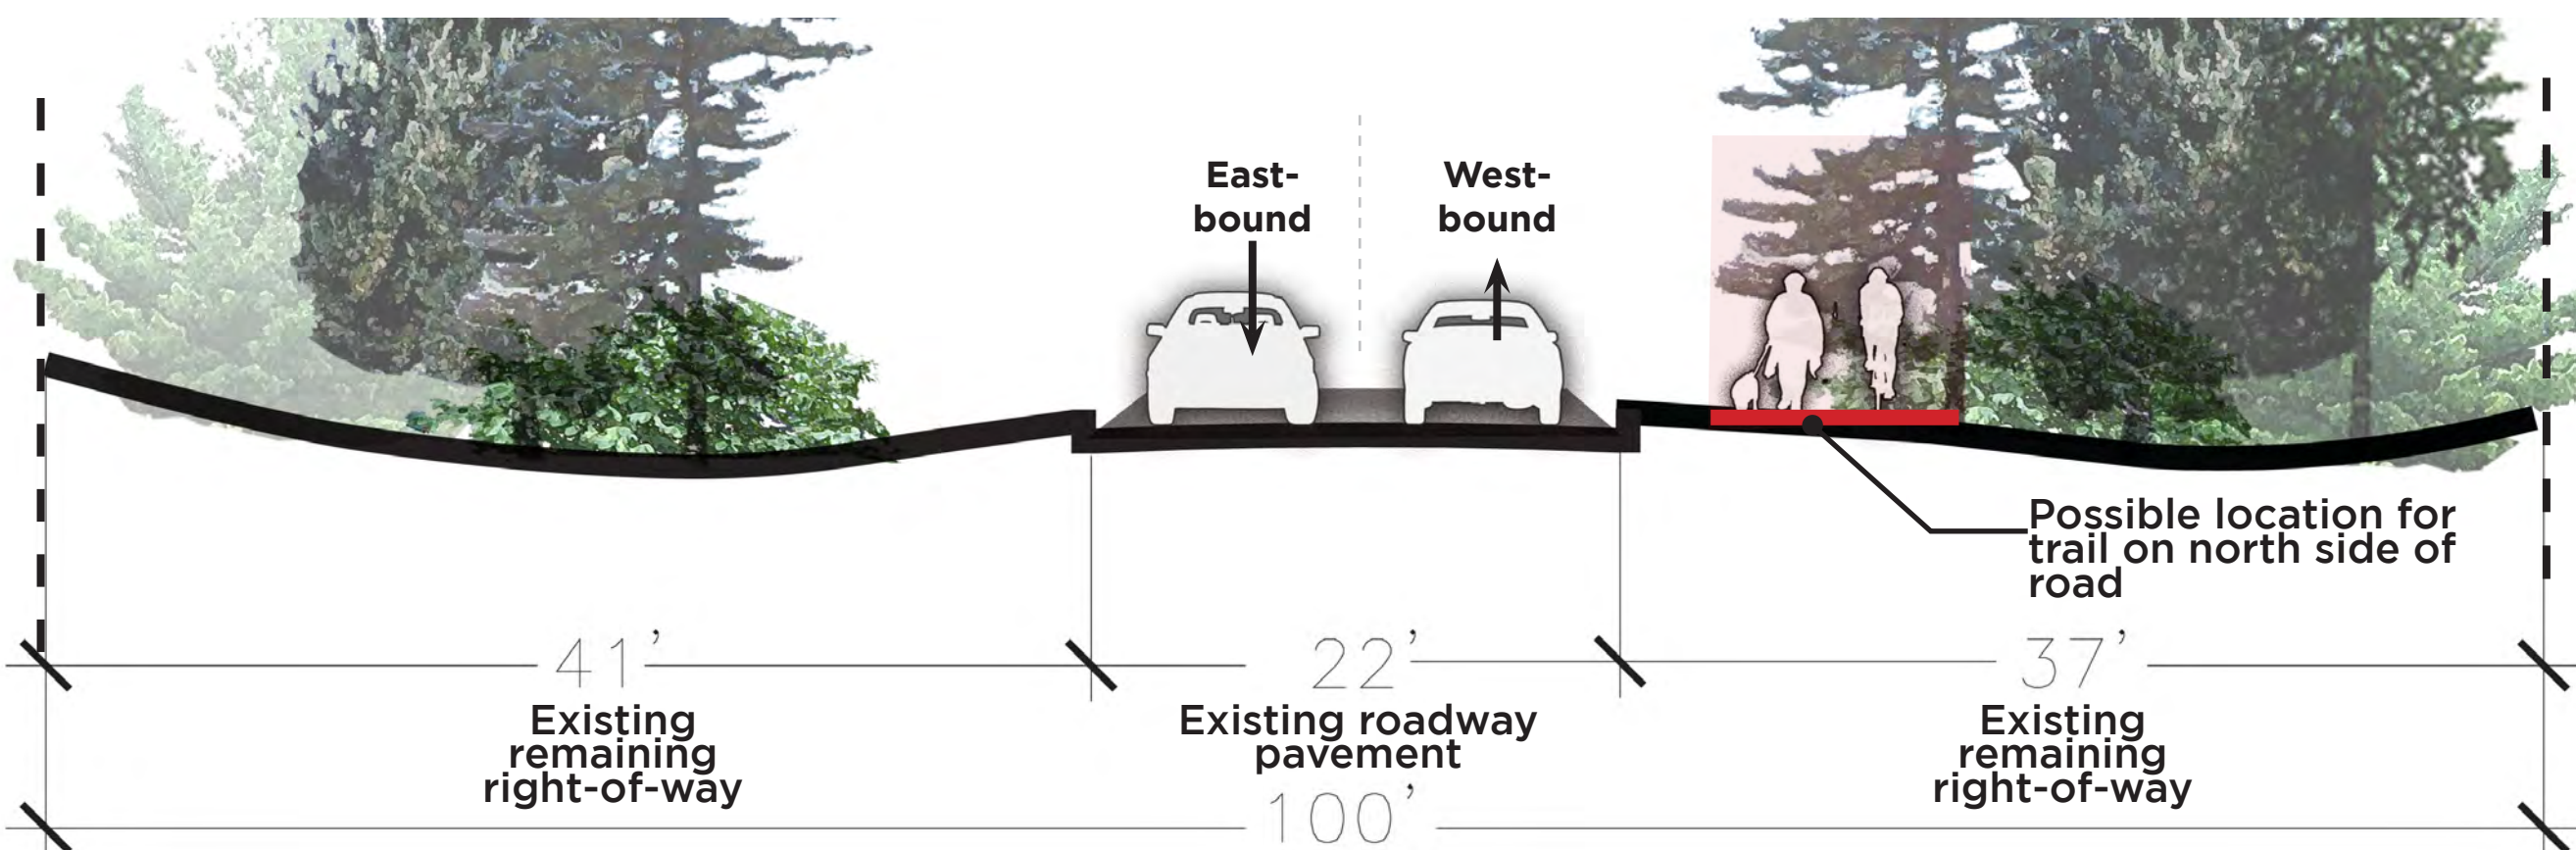 East-
bound
West-
bound
Possible location for
trail on north side of
road
41'
22'
37'
Existing
remaining
right-of-way
Existing roadway
pavement
Existing
remaining
right-of-way
100'